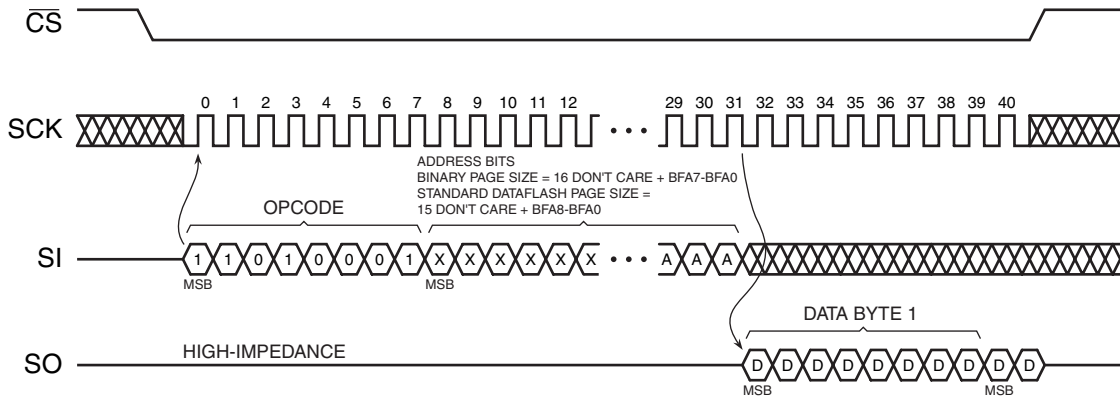 CS
SCK
0 1 2 3 4 5 6 7 8 9 10 11 12 29 30 31 32 33 34 35 36 37 38 39 40
ADDRESS BITS
BINARY PAGE SIZE = 16 DON'T CARE + BFA7-BFA0
STANDARD DATAFLASH PAGE SIZE =
15 DON'T CARE + BFA8-BFA0
OPCODE
SI
1 1 0 1 0 0 0 1 X X X X X X • • • A A A
MSB MSB
DATA BYTE 1
SO
HIGH-IMPEDANCE
D D D D D D D D D D
MSB MSB